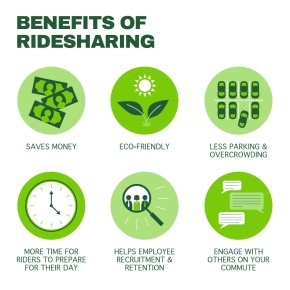 BENEFITS OF
RIDESHARING
SAVES MONEY
ECO-FRIENDLY
LESS PARKING &
OVERCROWDING
MORE TIME FOR
RIDERS TO PREPARE
FOR THEIR DAY
HELPS EMPLOYEE
RECRUITMENT &
RETENTION
ENGAGE WITH
OTHERS ON YOUR
COMMUTE